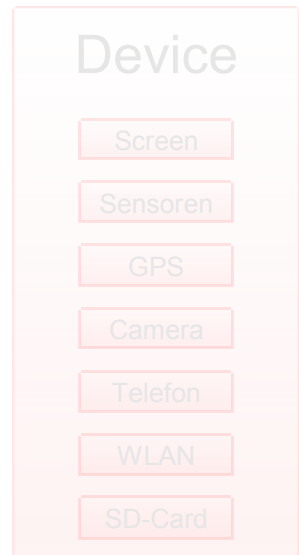 Device
Screen
Sensoren
GPS
Camera
Telefon
WLAN
SD-Card